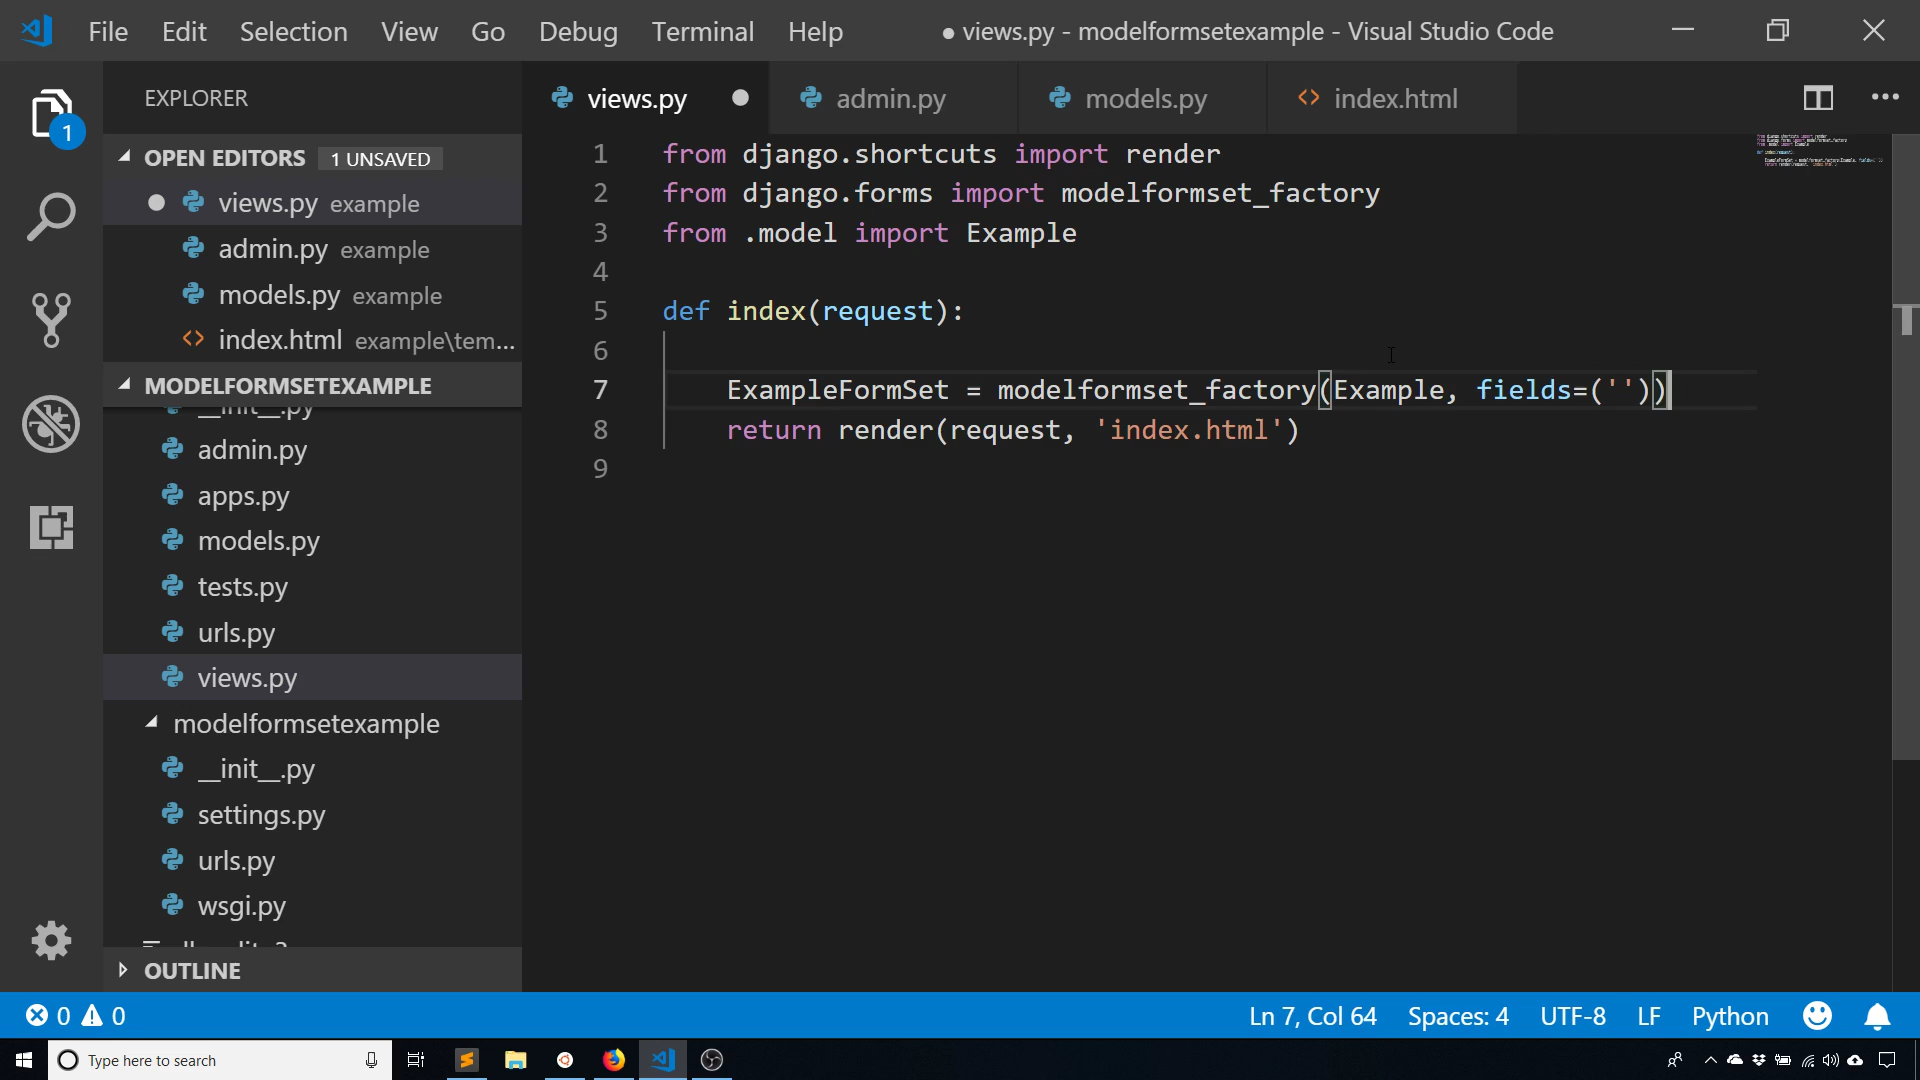 File Edit Selection View Go Debug Terminal Help ● views.py - modelformsetexample - Visual Studio Code
EXPLORER
1
OPEN EDITORS 1 UNSAVED
views.py example
admin.py example
models.py example
index.html example\tem...
MODELFORMSETEXAMPLE
__init__.py
admin.py
apps.py
models.py
tests.py
urls.py
views.py
modelformsetexample
__init__.py
settings.py
urls.py
wsgi.py
OUTLINE
views.py admin.py models.py index.html
1 from django.shortcuts import render
2 from django.forms import modelformset_factory
3 from .model import Example
4
5 def index(request):
6
7 ExampleFormSet = modelformset_factory(Example, fields=(''))
8 return render(request, 'index.html')
9
0 0 Ln 7, Col 64 Spaces: 4 UTF-8 LF Python
Type here to search